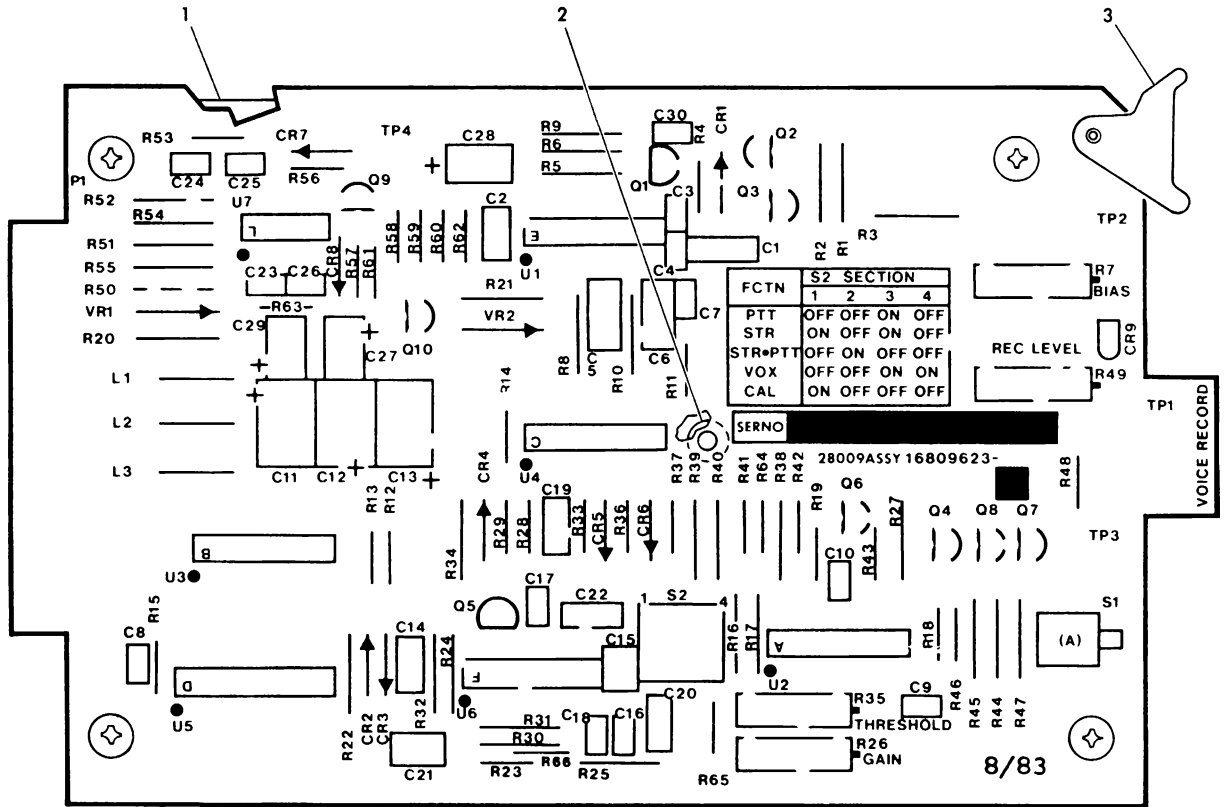 1 2 3
R53 CR7 TP4 C28 R9 R6 R5 C30 R4 CR1 Q2
P1 C24 C25 R56 Q9 Q1 C3 Q3
R52 U7 C2 TP2
R54 L R58 R59 R60 R62 E C1 R2 R1 R3
R51 U1
R55 C23 C26 CR8 R57 R61 R21 C4
R50 R63 R7
BIAS
VR1 C29 VR2 C7
R20 C27 Q10 R8 C5 R10 C6 R11 CR9
FCTN S2 SECTION
1 2 3 4
PTT OFF OFF ON OFF
STR ON OFF OFF OFF
STR•PTT OFF ON OFF OFF
VOX OFF OFF ON ON
CAL ON OFF OFF OFF
REC LEVEL
R49
L1 R14 TP1
L2 C SERNO
L3 C11 C12 C13 U4 28009ASSY 16809623-
VOICE RECORD
R13 R12 CR4 R37 R39 R40 R41 R64 R38 R42 R48
R34 R29 R28 C19 R33 CR5 R36 CR6 R19 Q6 R27 Q4 Q8 Q7 TP3
B U3 C10 R43
R15 Q5 C17 C22 1 S2 4 S1
C8 C14 R24 C15 R16 R17 A R18 (A)
D F
U5 R22 CR2 CR3 R32 U6 C20 U2 R35 C9 R46 R45 R44 R47
THRESHOLD
R31 C18 C16
R30 R26
GAIN
C21 R66
R23 R25 R65 8/83